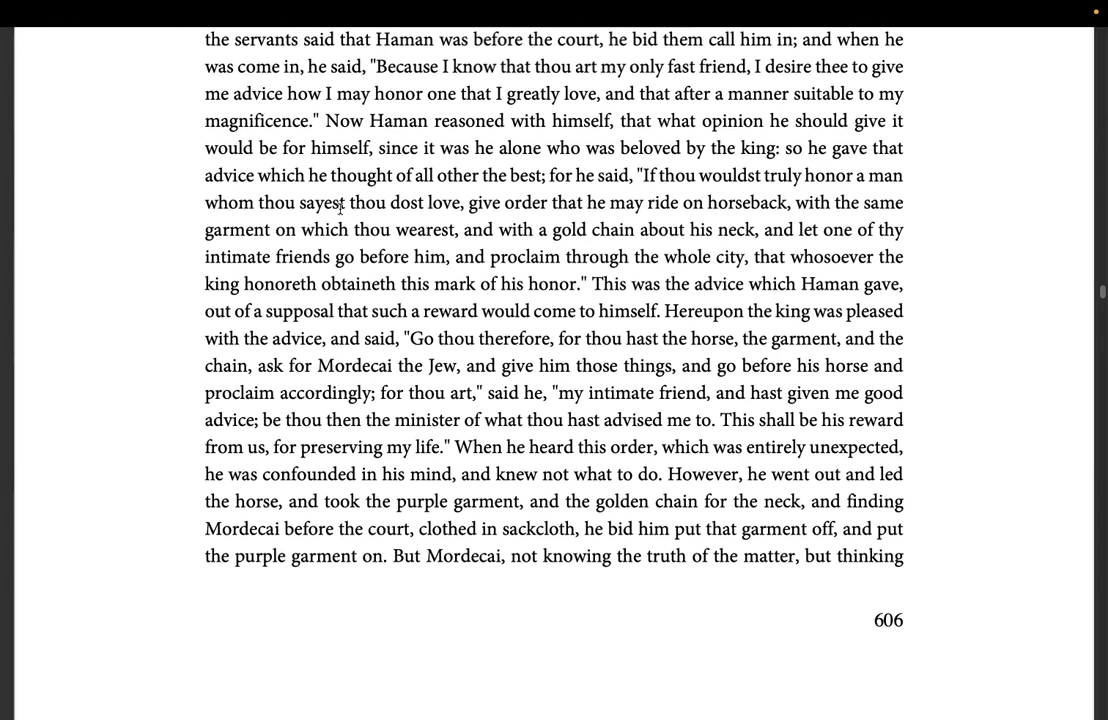 the servants said that Haman was before the court, he bid them call him in; and when he
was come in, he said, "Because I know that thou art my only fast friend, I desire thee to give
me advice how I may honor one that I greatly love, and that after a manner suitable to my
magnificence." Now Haman reasoned with himself, that what opinion he should give it
would be for himself, since it was he alone who was beloved by the king: so he gave that
advice which he thought of all other the best; for he said, "If thou wouldst truly honor a man
whom thou sayest thou dost love, give order that he may ride on horseback, with the same
garment on which thou wearest, and with a gold chain about his neck, and let one of thy
intimate friends go before him, and proclaim through the whole city, that whosoever the
king honoreth obtaineth this mark of his honor." This was the advice which Haman gave,
out of a supposal that such a reward would come to himself. Hereupon the king was pleased
with the advice, and said, "Go thou therefore, for thou hast the horse, the garment, and the
chain, ask for Mordecai the Jew, and give him those things, and go before his horse and
proclaim accordingly; for thou art," said he, "my intimate friend, and hast given me good
advice; be thou then the minister of what thou hast advised me to. This shall be his reward
from us, for preserving my life." When he heard this order, which was entirely unexpected,
he was confounded in his mind, and knew not what to do. However, he went out and led
the horse, and took the purple garment, and the golden chain for the neck, and finding
Mordecai before the court, clothed in sackcloth, he bid him put that garment off, and put
the purple garment on. But Mordecai, not knowing the truth of the matter, but thinking
606